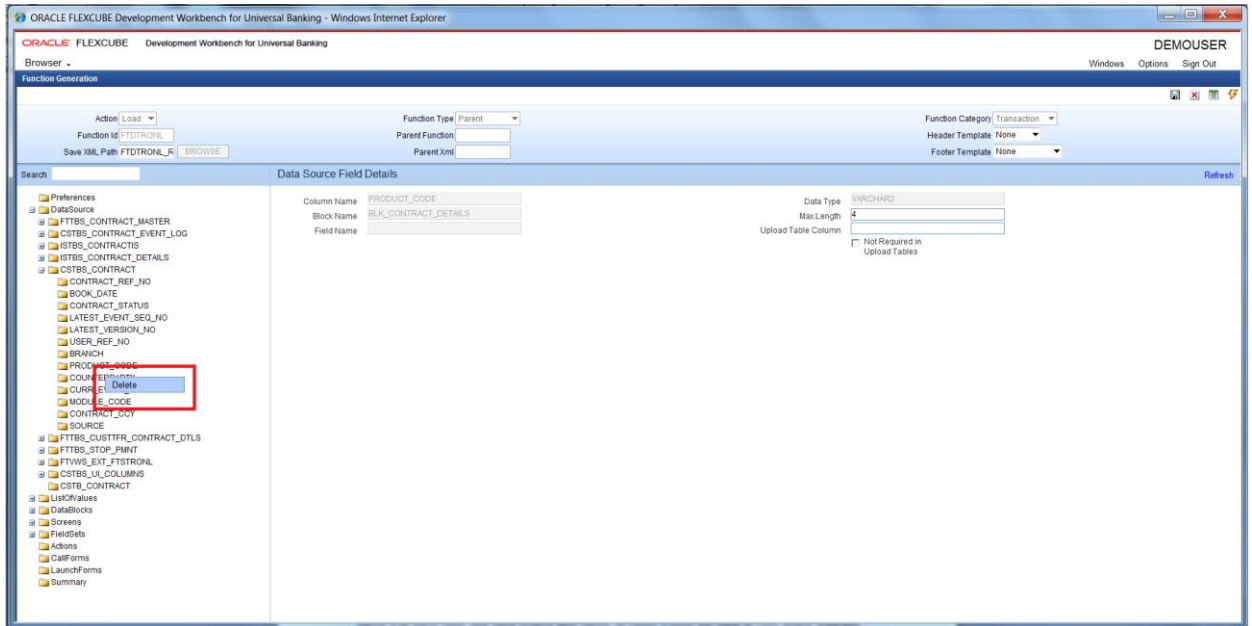 ORACLE FLEXCUBE Development Workbench for Universal Banking - Windows Internet Explorer
ORACLE FLEXCUBE Development Workbench for Universal Banking
DEMOUSER
Browser
Windows Options Sign Out
Function Generation
Action Load
Function Type Parent
Function Category Transaction
Function Id FTDTRONL
Parent Function
Header Template None
Save XML Path FTDTRONL_R BROWSE
Parent Xml
Footer Template None
Search
Data Source Field Details
Refresh
Column Name PRODUCT_CODE
Data Type VARCHAR2
Block Name BLK_CONTRACT_DETAILS
Max.Length 4
Field Name
Upload Table Column
Not Required in
Upload Tables
Preferences
DataSource
FTTBS_CONTRACT_MASTER
CSTBS_CONTRACT_EVENT_LOG
ISTBS_CONTRACTIS
ISTBS_CONTRACT_DETAILS
CSTBS_CONTRACT
CONTRACT_REF_NO
BOOK_DATE
CONTRACT_STATUS
LATEST_EVENT_SEQ_NO
LATEST_VERSION_NO
USER_REF_NO
BRANCH
PRODUCT_CODE
Delete
MODULE_CODE
CONTRACT_CCY
SOURCE
FTTBS_CUSTTFR_CONTRACT_DTLS
FTTBS_STOP_PMNT
FTVWS_EXT_FTSTRONL
CSTBS_UI_COLUMNS
CSTB_CONTRACT
ListOfValues
DataBlocks
Screens
FieldSets
Actions
CallForms
LaunchForms
Summary